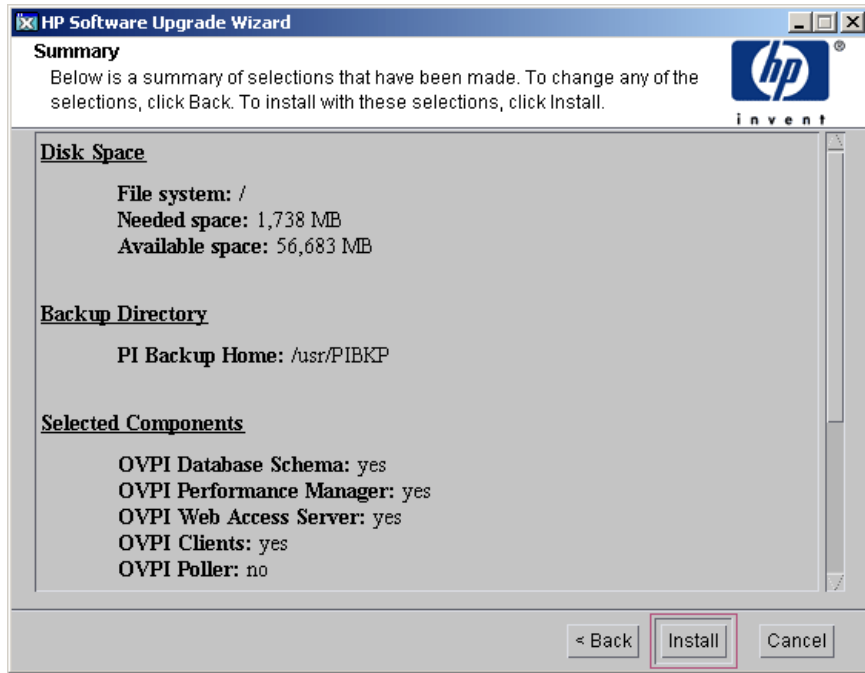 HP Software Upgrade Wizard
Summary
Below is a summary of selections that have been made. To change any of the
selections, click Back. To install with these selections, click Install.
hp
®
invent
Disk Space
File system: /
Needed space: 1,738 MB
Available space: 56,683 MB
Backup Directory
PI Backup Home: /usr/PIBKP
Selected Components
OVPI Database Schema: yes
OVPI Performance Manager: yes
OVPI Web Access Server: yes
OVPI Clients: yes
OVPI Poller: no
< Back Install Cancel